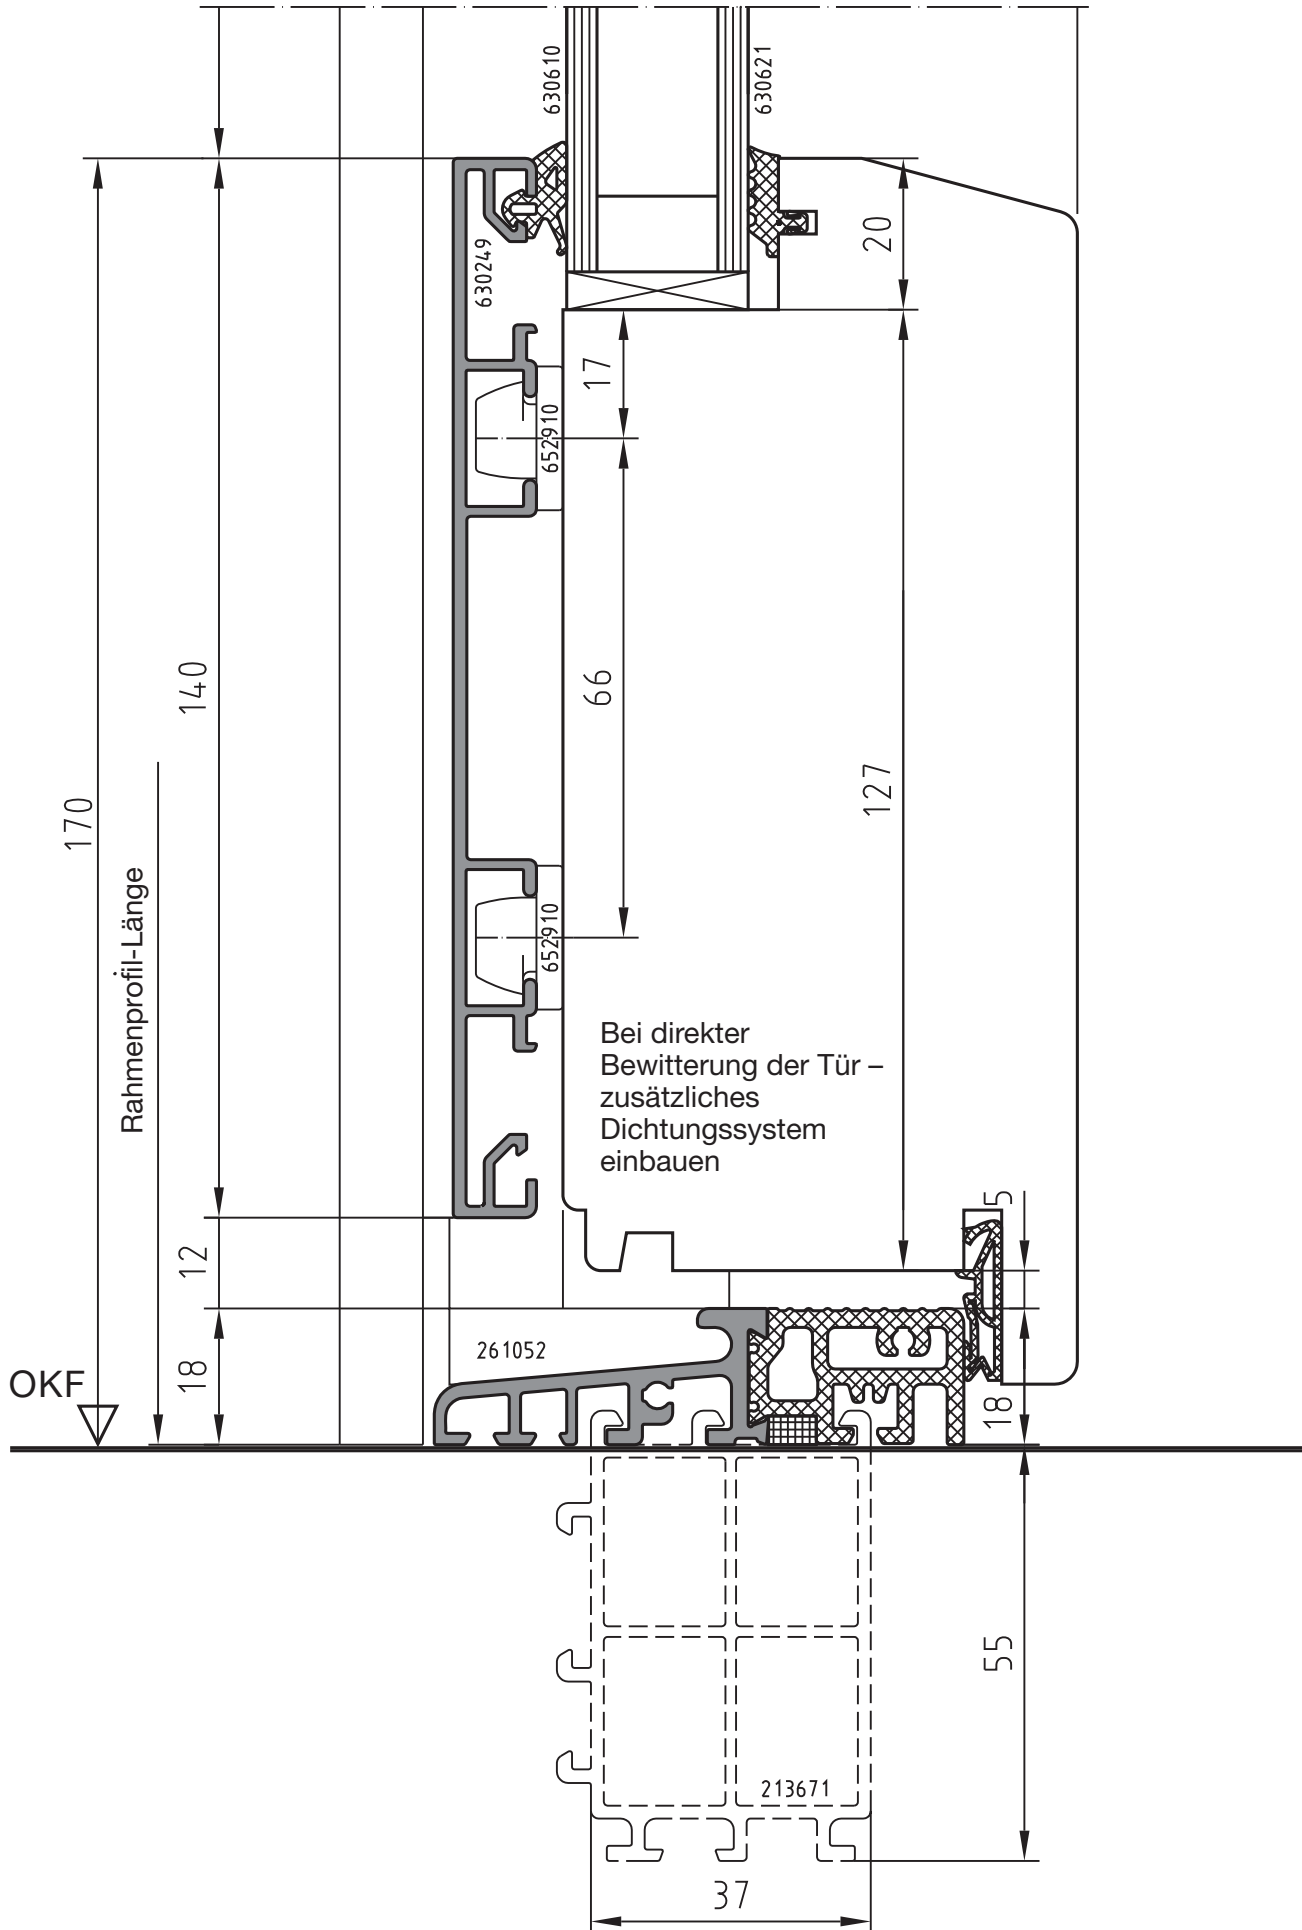 630610
630621
630249
20
17
652910
140
66
127
170
Rahmenprofil-Länge
652910
Bei direkter
Bewitterung der Tür –
zusätzliches
Dichtungssystem
einbauen
5
12
261052
18
OKF
18
55
213671
37